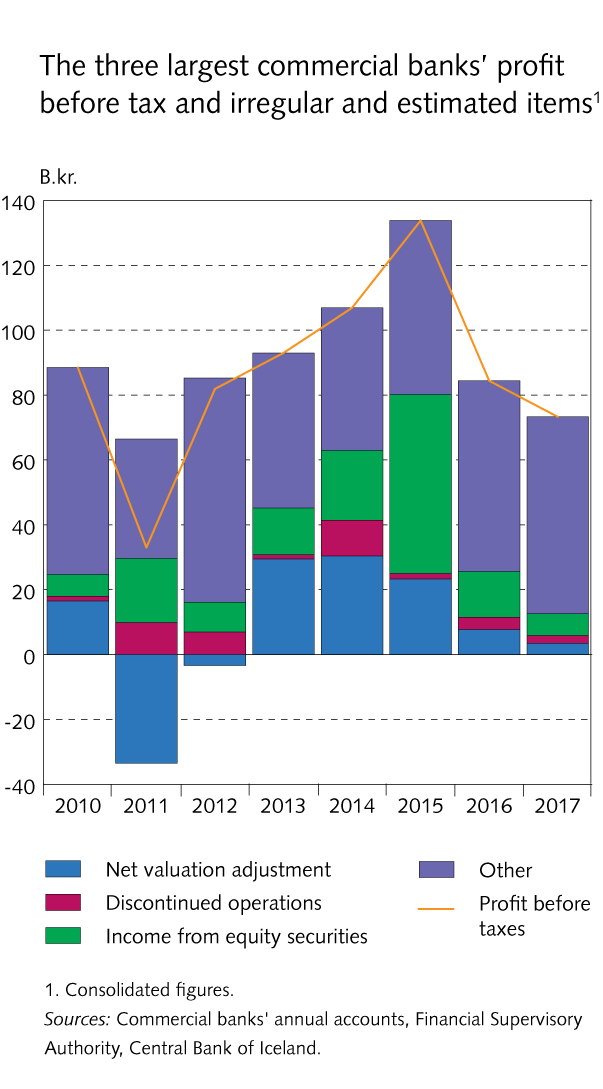 The three largest commercial banks' profit
before tax and irregular and estimated items¹
B.kr.
140
120
100
80
60
40
20
0
-20
-40
2010 2011 2012 2013 2014 2015 2016 2017
Net valuation adjustment
Discontinued operations
Income from equity securities
Other
Profit before
taxes
1. Consolidated figures.
Sources: Commercial banks' annual accounts, Financial Supervisory
Authority, Central Bank of Iceland.